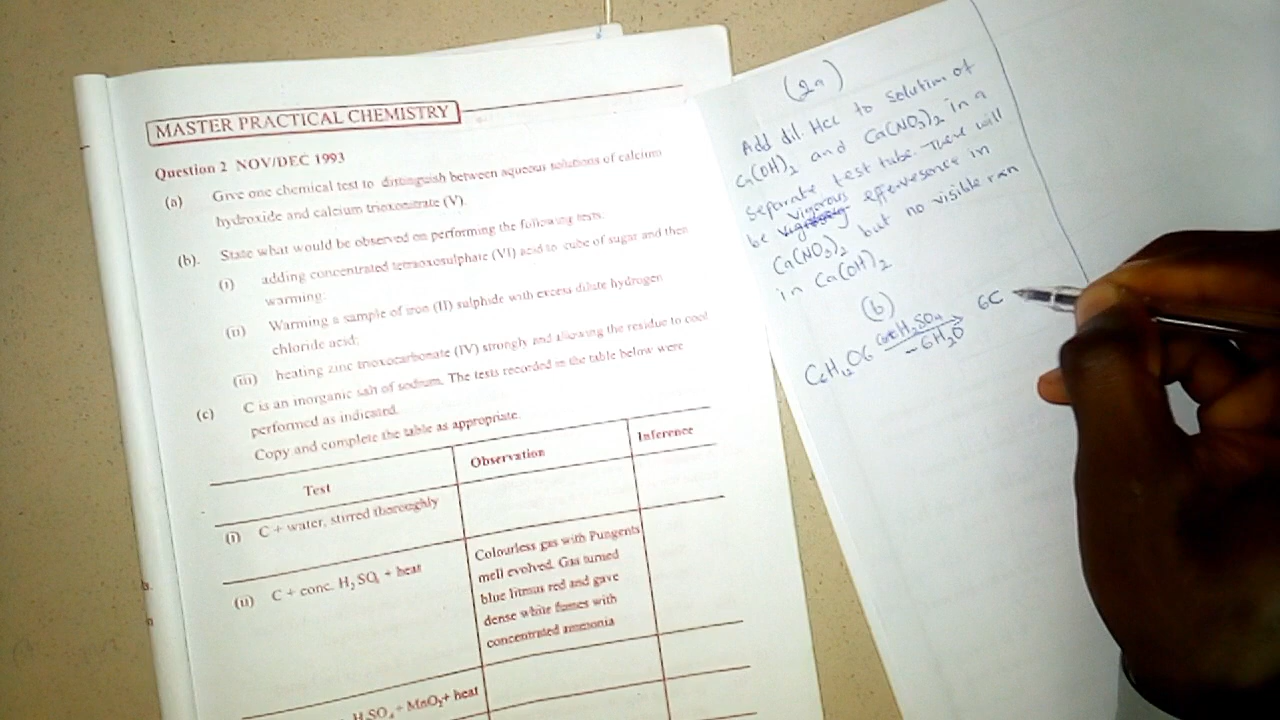 MASTER PRACTICAL CHEMISTRY
Question 2 NOV/DEC 1993
(a) Give one chemical test to distinguish between aqueous solutions of calcium
hydroxide and calcium trioxonitrate (V).
(b). State what would be observed on performing the following tests:
(i) adding concentrated tetraoxosulphate (VI) acid to cube of sugar and then
warming:
(ii) Warming a sample of iron (II) sulphide with excess dilute hydrogen
chloride acid:
(iii) heating zinc trioxocarbonate (IV) strongly and allowing the residue to cool
(c) C is an inorganic salt of sodium. The tests recorded in the table below were
performed as indicated.
Copy and complete the table as appropriate.
Test Observation Inference
(i) C + water, stirred thoroughly
(ii) C + conc. H2SO4 + heat
Colourless gas with Pungents
mell evolved. Gas turned
blue litmus red and gave
dense white fumes with
concentrated ammonia
H2SO4 + MnO2 + heat
(2a)
Add dil. HCl to solution of
Ca(OH)2 and Ca(NO3)2 in a
separate test tube. There will
be vigorous effervesence in
Ca(NO3)2 but no visible rxn
in Ca(OH)2
(b)
C6H12O6 conc H2SO4 6C
-6H2O